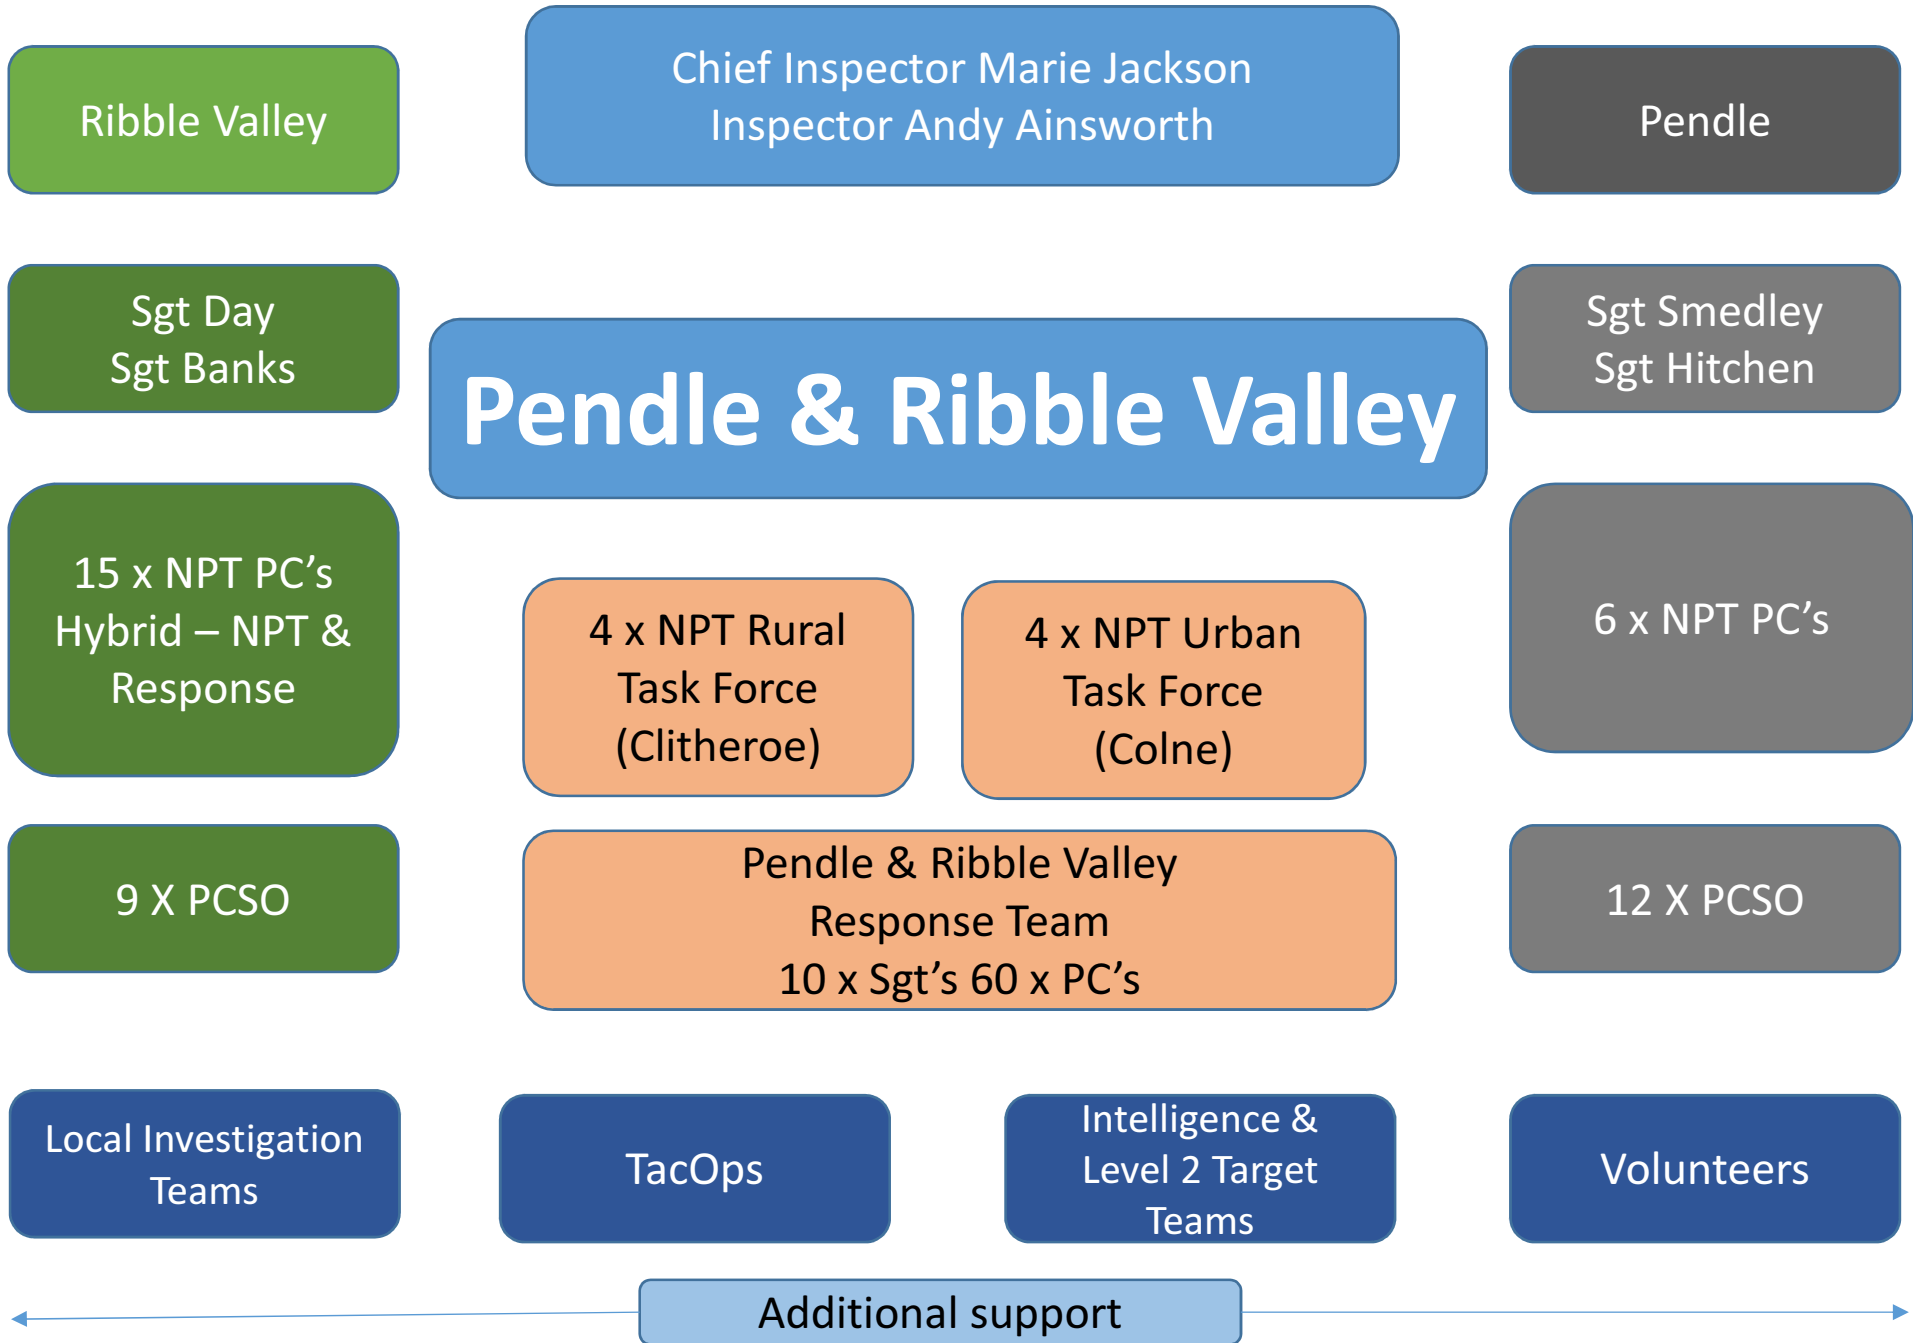 Ribble Valley
Chief Inspector Marie Jackson
Inspector Andy Ainsworth
Pendle
Sgt Day
Sgt Banks
Pendle & Ribble Valley
Sgt Smedley
Sgt Hitchen
15 x NPT PC’s
Hybrid – NPT &
Response
4 x NPT Rural
Task Force
(Clitheroe)
4 x NPT Urban
Task Force
(Colne)
6 x NPT PC’s
9 X PCSO
Pendle & Ribble Valley
Response Team
10 x Sgt’s 60 x PC’s
12 X PCSO
Local Investigation
Teams
TacOps
Intelligence &
Level 2 Target
Teams
Volunteers
Additional support